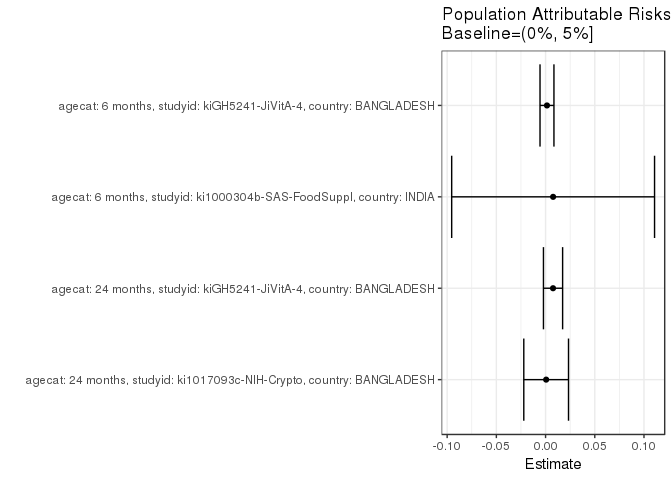 Population Attributable Risks
Baseline=(0%, 5%]
agecat: 6 months, studyid: kiGH5241-JiVitA-4, country: BANGLADESH
agecat: 6 months, studyid: ki1000304b-SAS-FoodSuppl, country: INDIA
agecat: 24 months, studyid: kiGH5241-JiVitA-4, country: BANGLADESH
agecat: 24 months, studyid: ki1017093c-NIH-Crypto, country: BANGLADESH
-0.10 -0.05 0.00 0.05 0.10
Estimate